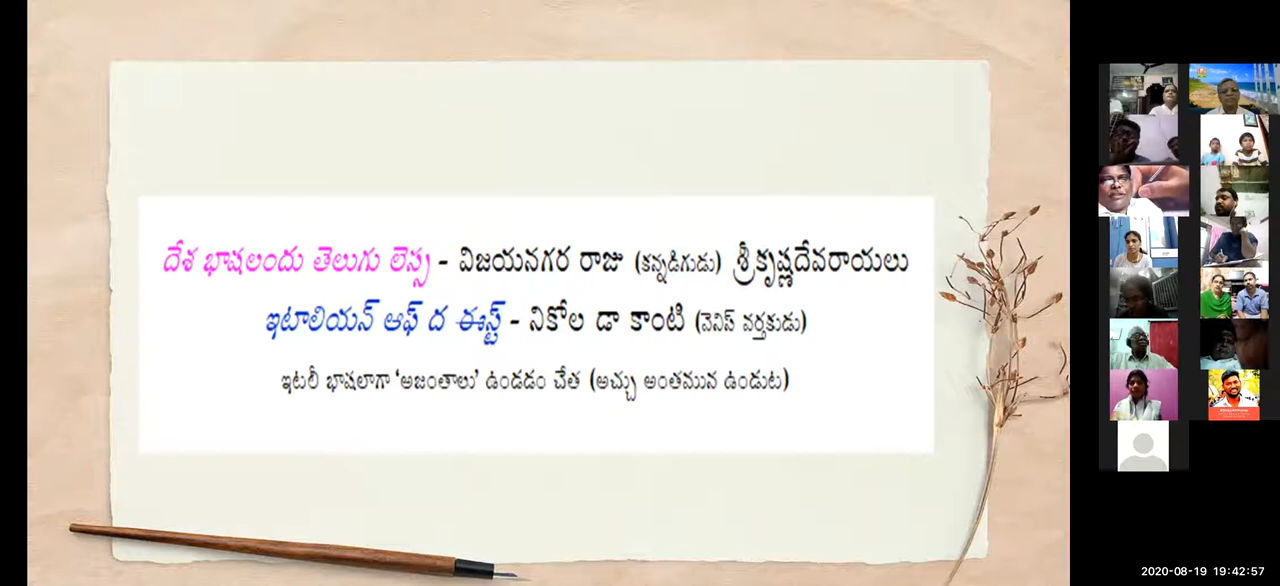 దేశ భాషలందు తెలుగు లెస్స - విజయనగర రాజు (కన్నడిగుడు) శ్రీకృష్ణదేవరాయలు
ఇటాలియన్ ఆఫ్ ద ఈస్ట్ - నికోల డా కాంటి (వెనిస్ వర్తకుడు)
ఇటలీ భాషలాగా 'అజంతాలు' ఉండడం చేత (అచ్చు అంతమున ఉండుట)
2020-08-19 19:42:57